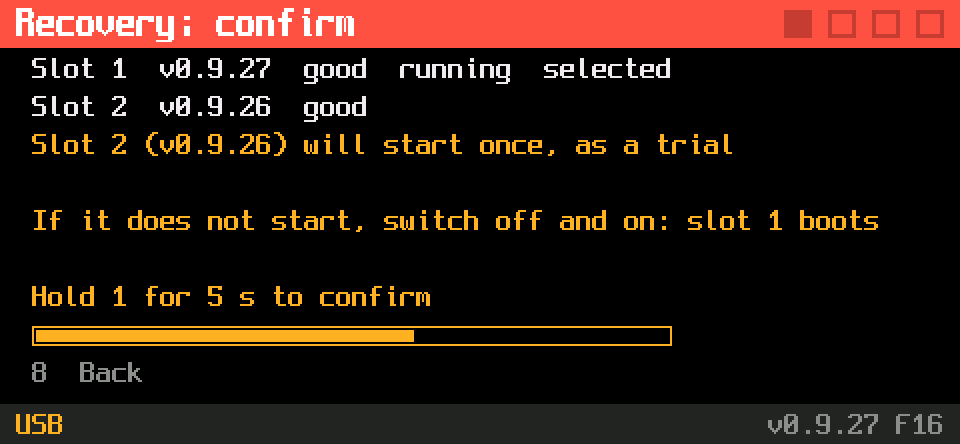 Recovery: confirm
Slot 1  v0.9.27  good  running  selected
Slot 2  v0.9.26  good
Slot 2 (v0.9.26) will start once, as a trial
If it does not start, switch off and on: slot 1 boots
Hold 1 for 5 s to confirm
8  Back
USB  v0.9.27 F16